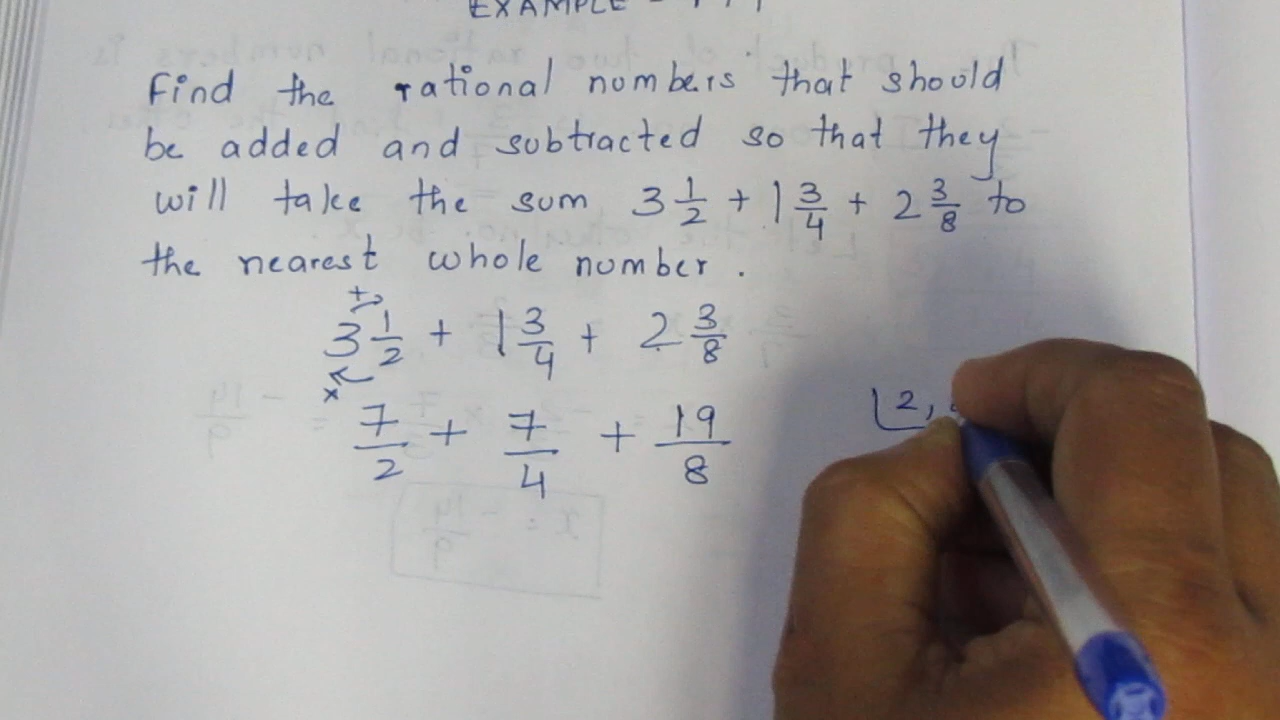 EXAMPLE
Find the rational numbers that should
be added and subtracted so that they
will take the sum 3 1/2 + 1 3/4 + 2 3/8 to
the nearest whole number .
+
3 1/2 + 1 3/4 + 2 3/8
x
7/2 + 7/4 + 19/8
2,